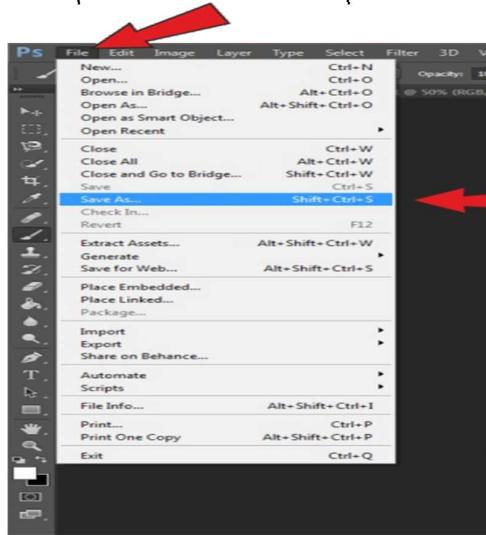 Ps File Edit Image Layer Type Select Filter 3D
Opacity:
@ 50% (RGB/
New... Ctrl+N
Open... Ctrl+O
Browse in Bridge... Alt+Ctrl+O
Open As... Alt+Shift+Ctrl+O
Open as Smart Object...
Open Recent
Close Ctrl+W
Close All Alt+Ctrl+W
Close and Go to Bridge... Shift+Ctrl+W
Save Ctrl+S
Save As... Shift+Ctrl+S
Check In...
Revert F12
Extract Assets... Alt+Shift+Ctrl+W
Generate
Save for Web... Alt+Shift+Ctrl+S
Place Embedded...
Place Linked...
Package...
Import
Export
Share on Behance...
Automate
Scripts
File Info... Alt+Shift+Ctrl+I
Print... Ctrl+P
Print One Copy Alt+Shift+Ctrl+P
Exit Ctrl+Q